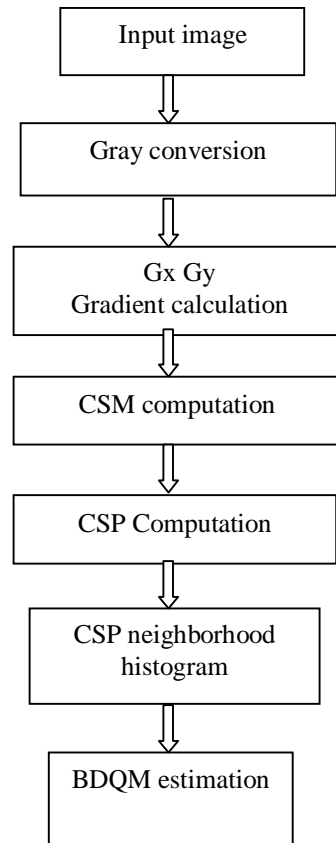 Input image
Gray conversion
Gx Gy
Gradient calculation
CSM computation
CSP Computation
CSP neighborhood
histogram
BDQM estimation